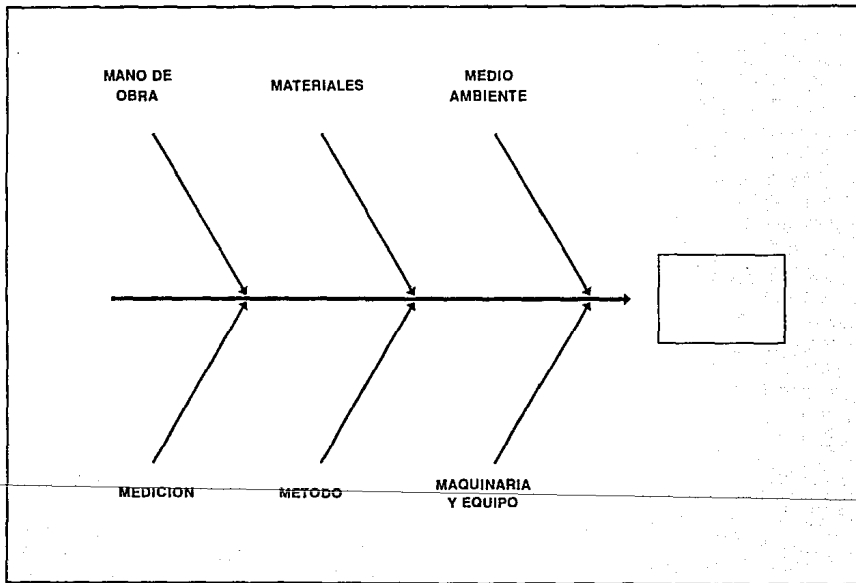 MANO DE
OBRA
MATERIALES
MEDIO
AMBIENTE
MEDICION
METODO
MAQUINARIA
Y EQUIPO